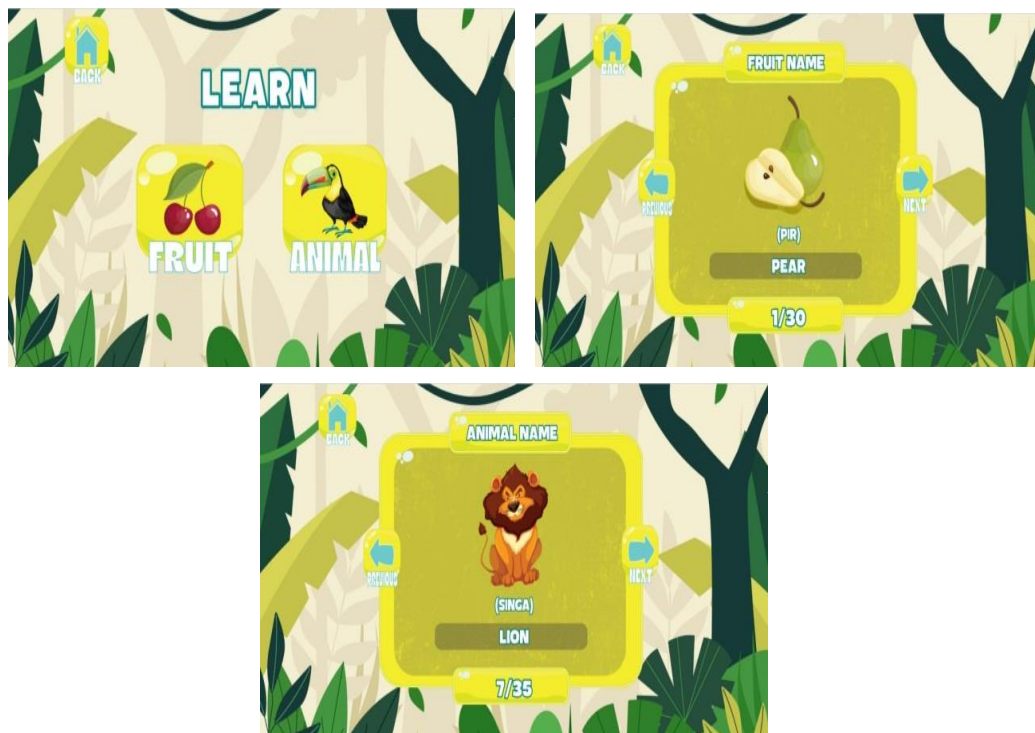 BACK
LEARN
FRUIT
ANIMAL
BACK
FRUIT NAME
PREVIOUS
NEXT
(PIR)
PEAR
1/30
BACK
ANIMAL NAME
PREVIOUS
NEXT
(SINGA)
LION
7/35